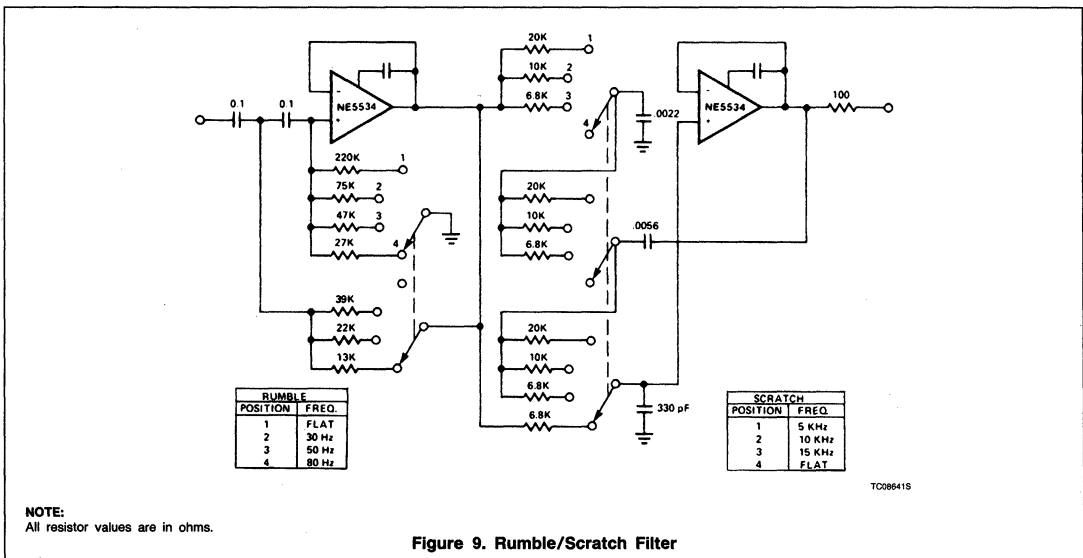 20K
1
10K
2
6.8K
3
0.1
0.1
-
NE5534
+
4
.0022
-
NE5534
+
100
220K
1
75K
2
47K
3
27K
4
20K
10K
6.8K
.0056
39K
22K
13K
20K
10K
6.8K
6.8K
330 pF
RUMBLE
POSITION FREQ.
1 FLAT
2 30 Hz
3 50 Hz
4 80 Hz
SCRATCH
POSITION FREQ.
1 5 KHz
2 10 KHz
3 15 KHz
4 FLAT
TC08641S
NOTE:
All resistor values are in ohms.
Figure 9. Rumble/Scratch Filter